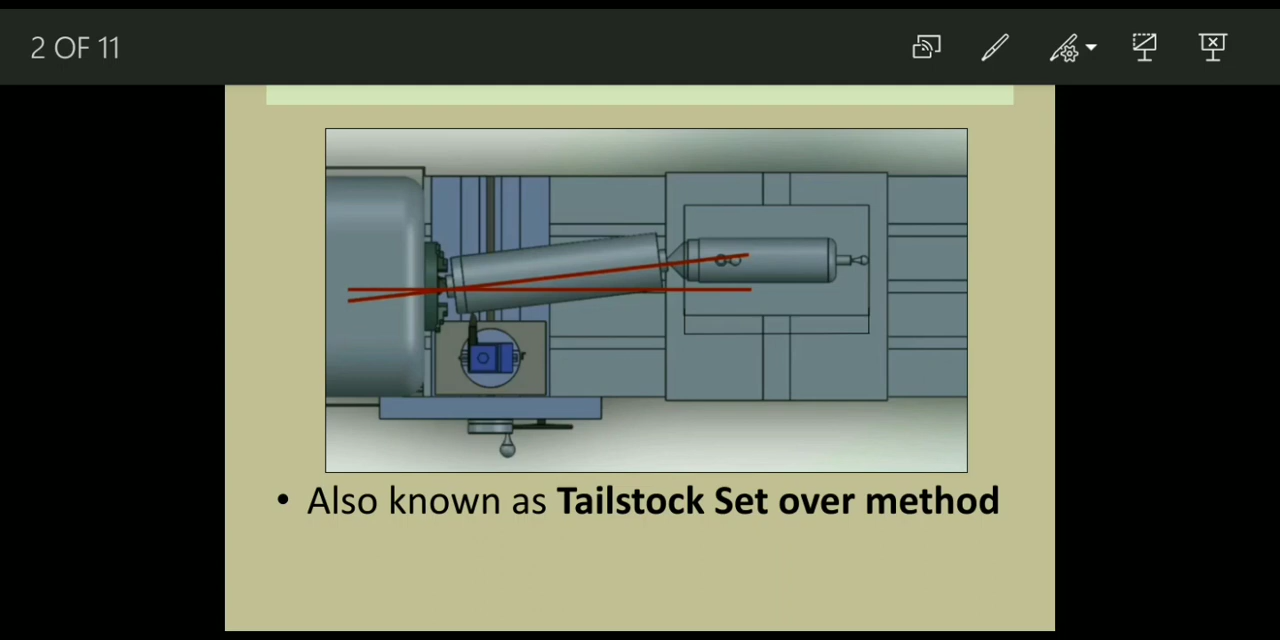 2 OF 11
• Also known as Tailstock Set over method